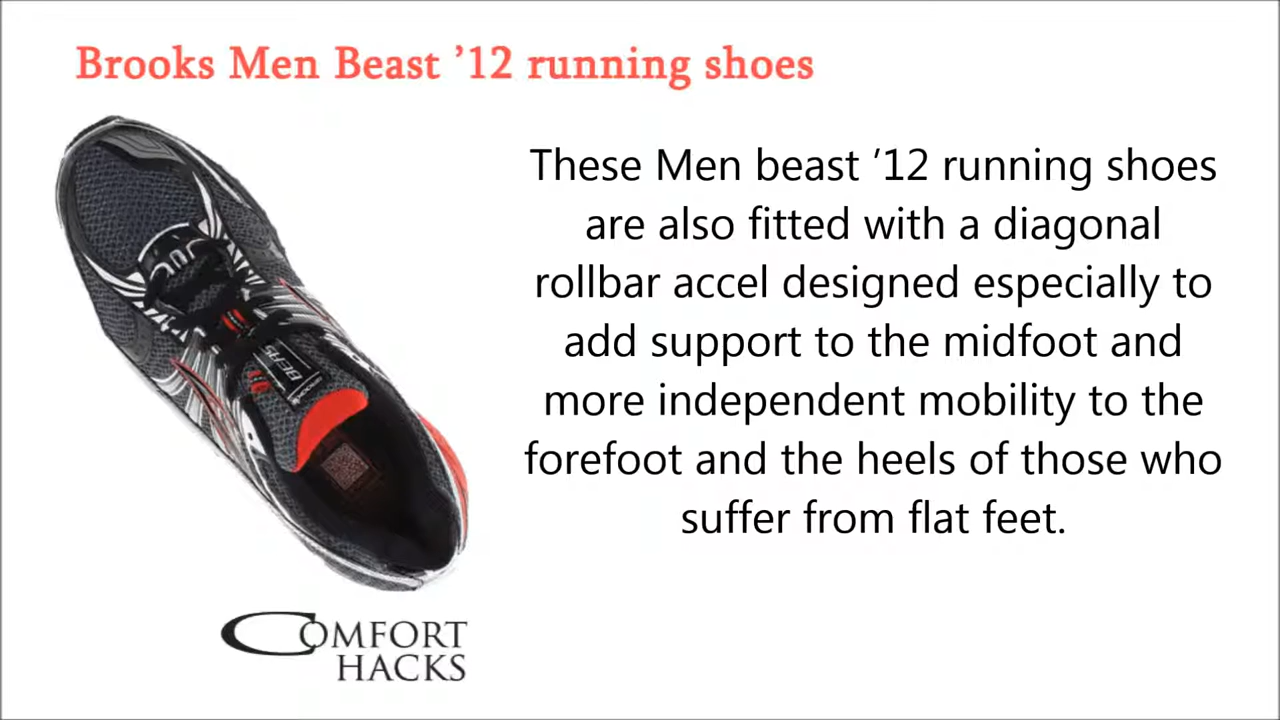 Brooks Men Beast ’12 running shoes
These Men beast ’12 running shoes
are also fitted with a diagonal
rollbar accel designed especially to
add support to the midfoot and
more independent mobility to the
forefoot and the heels of those who
suffer from flat feet.
BEAST
COMFORT
HACKS